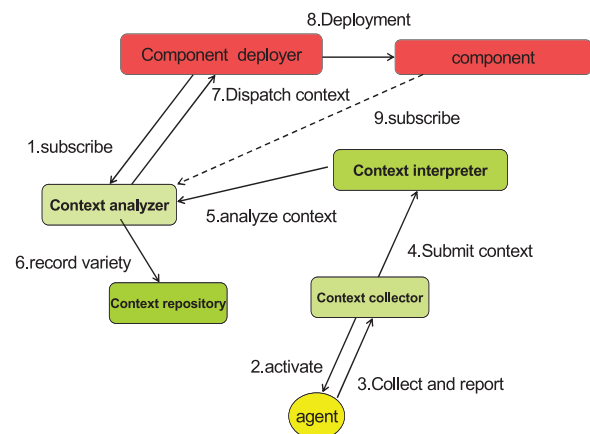 8.Deployment
Component deployer
component
7.Dispatch context
9.subscribe
1.subscribe
Context interpreter
Context analyzer
5.analyze context
4.Submit context
6.record variety
Context repository
Context collector
2.activate
3.Collect and report
agent